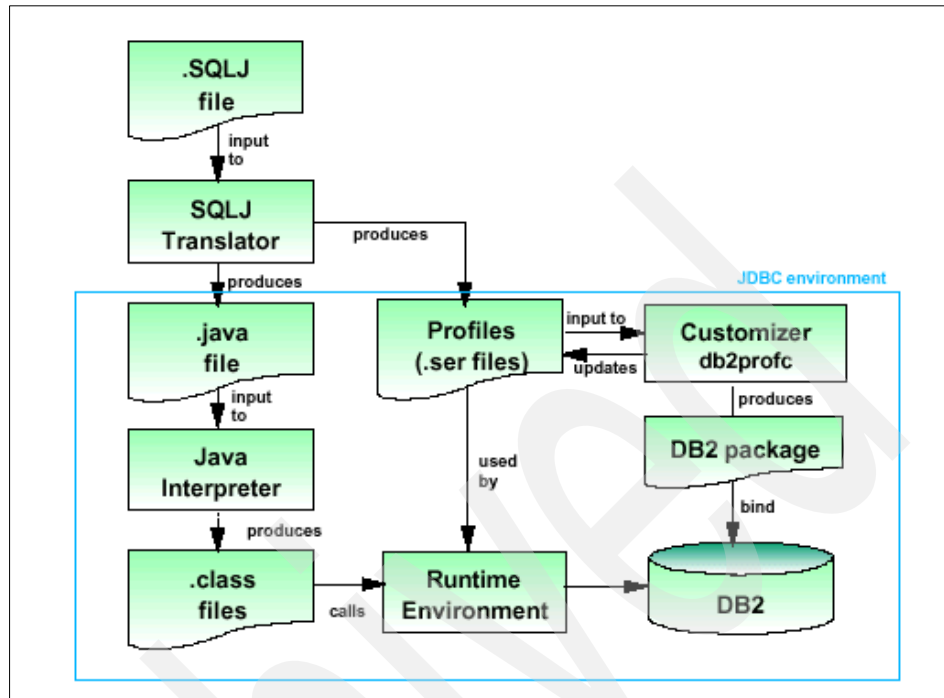 .SQLJ
file
input
to
SQLJ
Translator
produces
produces
JDBC environment
.java
file
Profiles
(.ser files)
input to
updates
Customizer
db2profc
input
to
produces
Java
Interpreter
used
by
DB2 package
produces
bind
.class
files
calls
Runtime
Environment
DB2